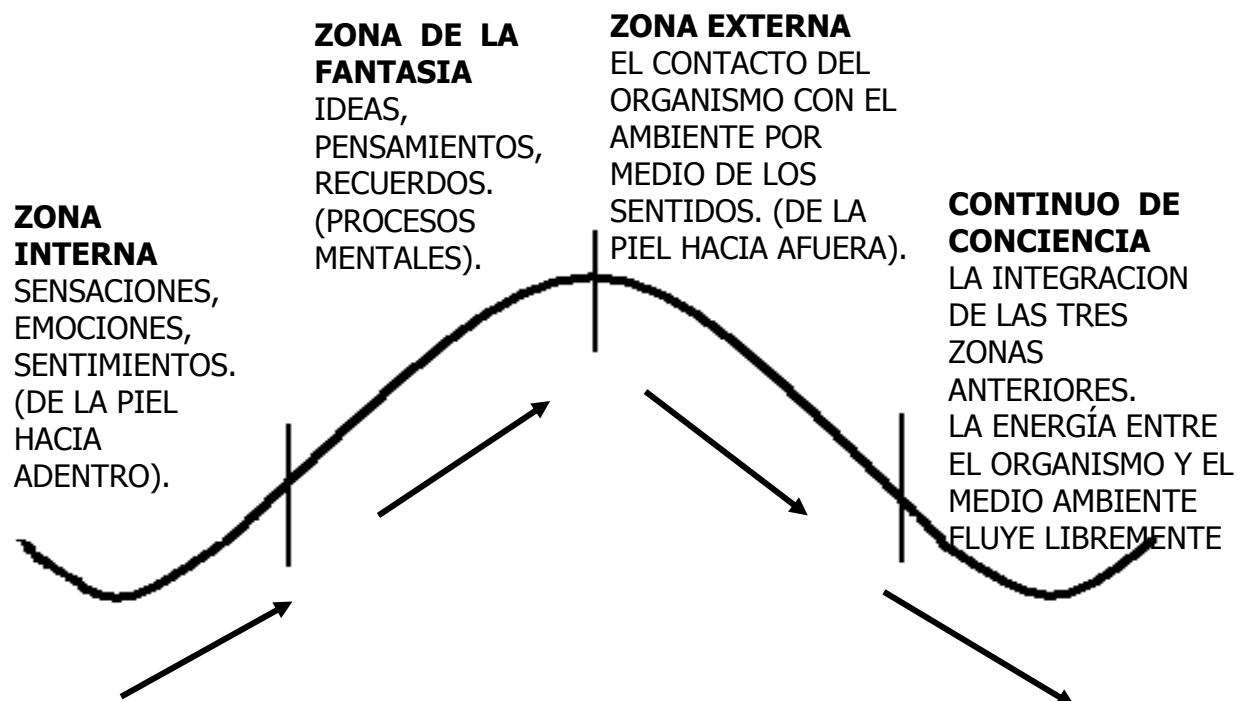 ZONA
INTERNA
SENSACIONES,
EMOCIONES,
SENTIMIENTOS.
(DE LA PIEL
HACIA
ADENTRO).
ZONA DE LA
FANTASIA
IDEAS,
PENSAMIENTOS,
RECUERDOS.
(PROCESOS
MENTALES).
ZONA EXTERNA
EL CONTACTO DEL
ORGANISMO CON EL
AMBIENTE POR
MEDIO DE LOS
SENTIDOS. (DE LA
PIEL HACIA AFUERA).
CONTINUO DE
CONCIENCIA
LA INTEGRACION
DE LAS TRES
ZONAS
ANTERIORES.
LA ENERGÍA ENTRE
EL ORGANISMO Y EL
MEDIO AMBIENTE
FLUYE LIBREMENTE